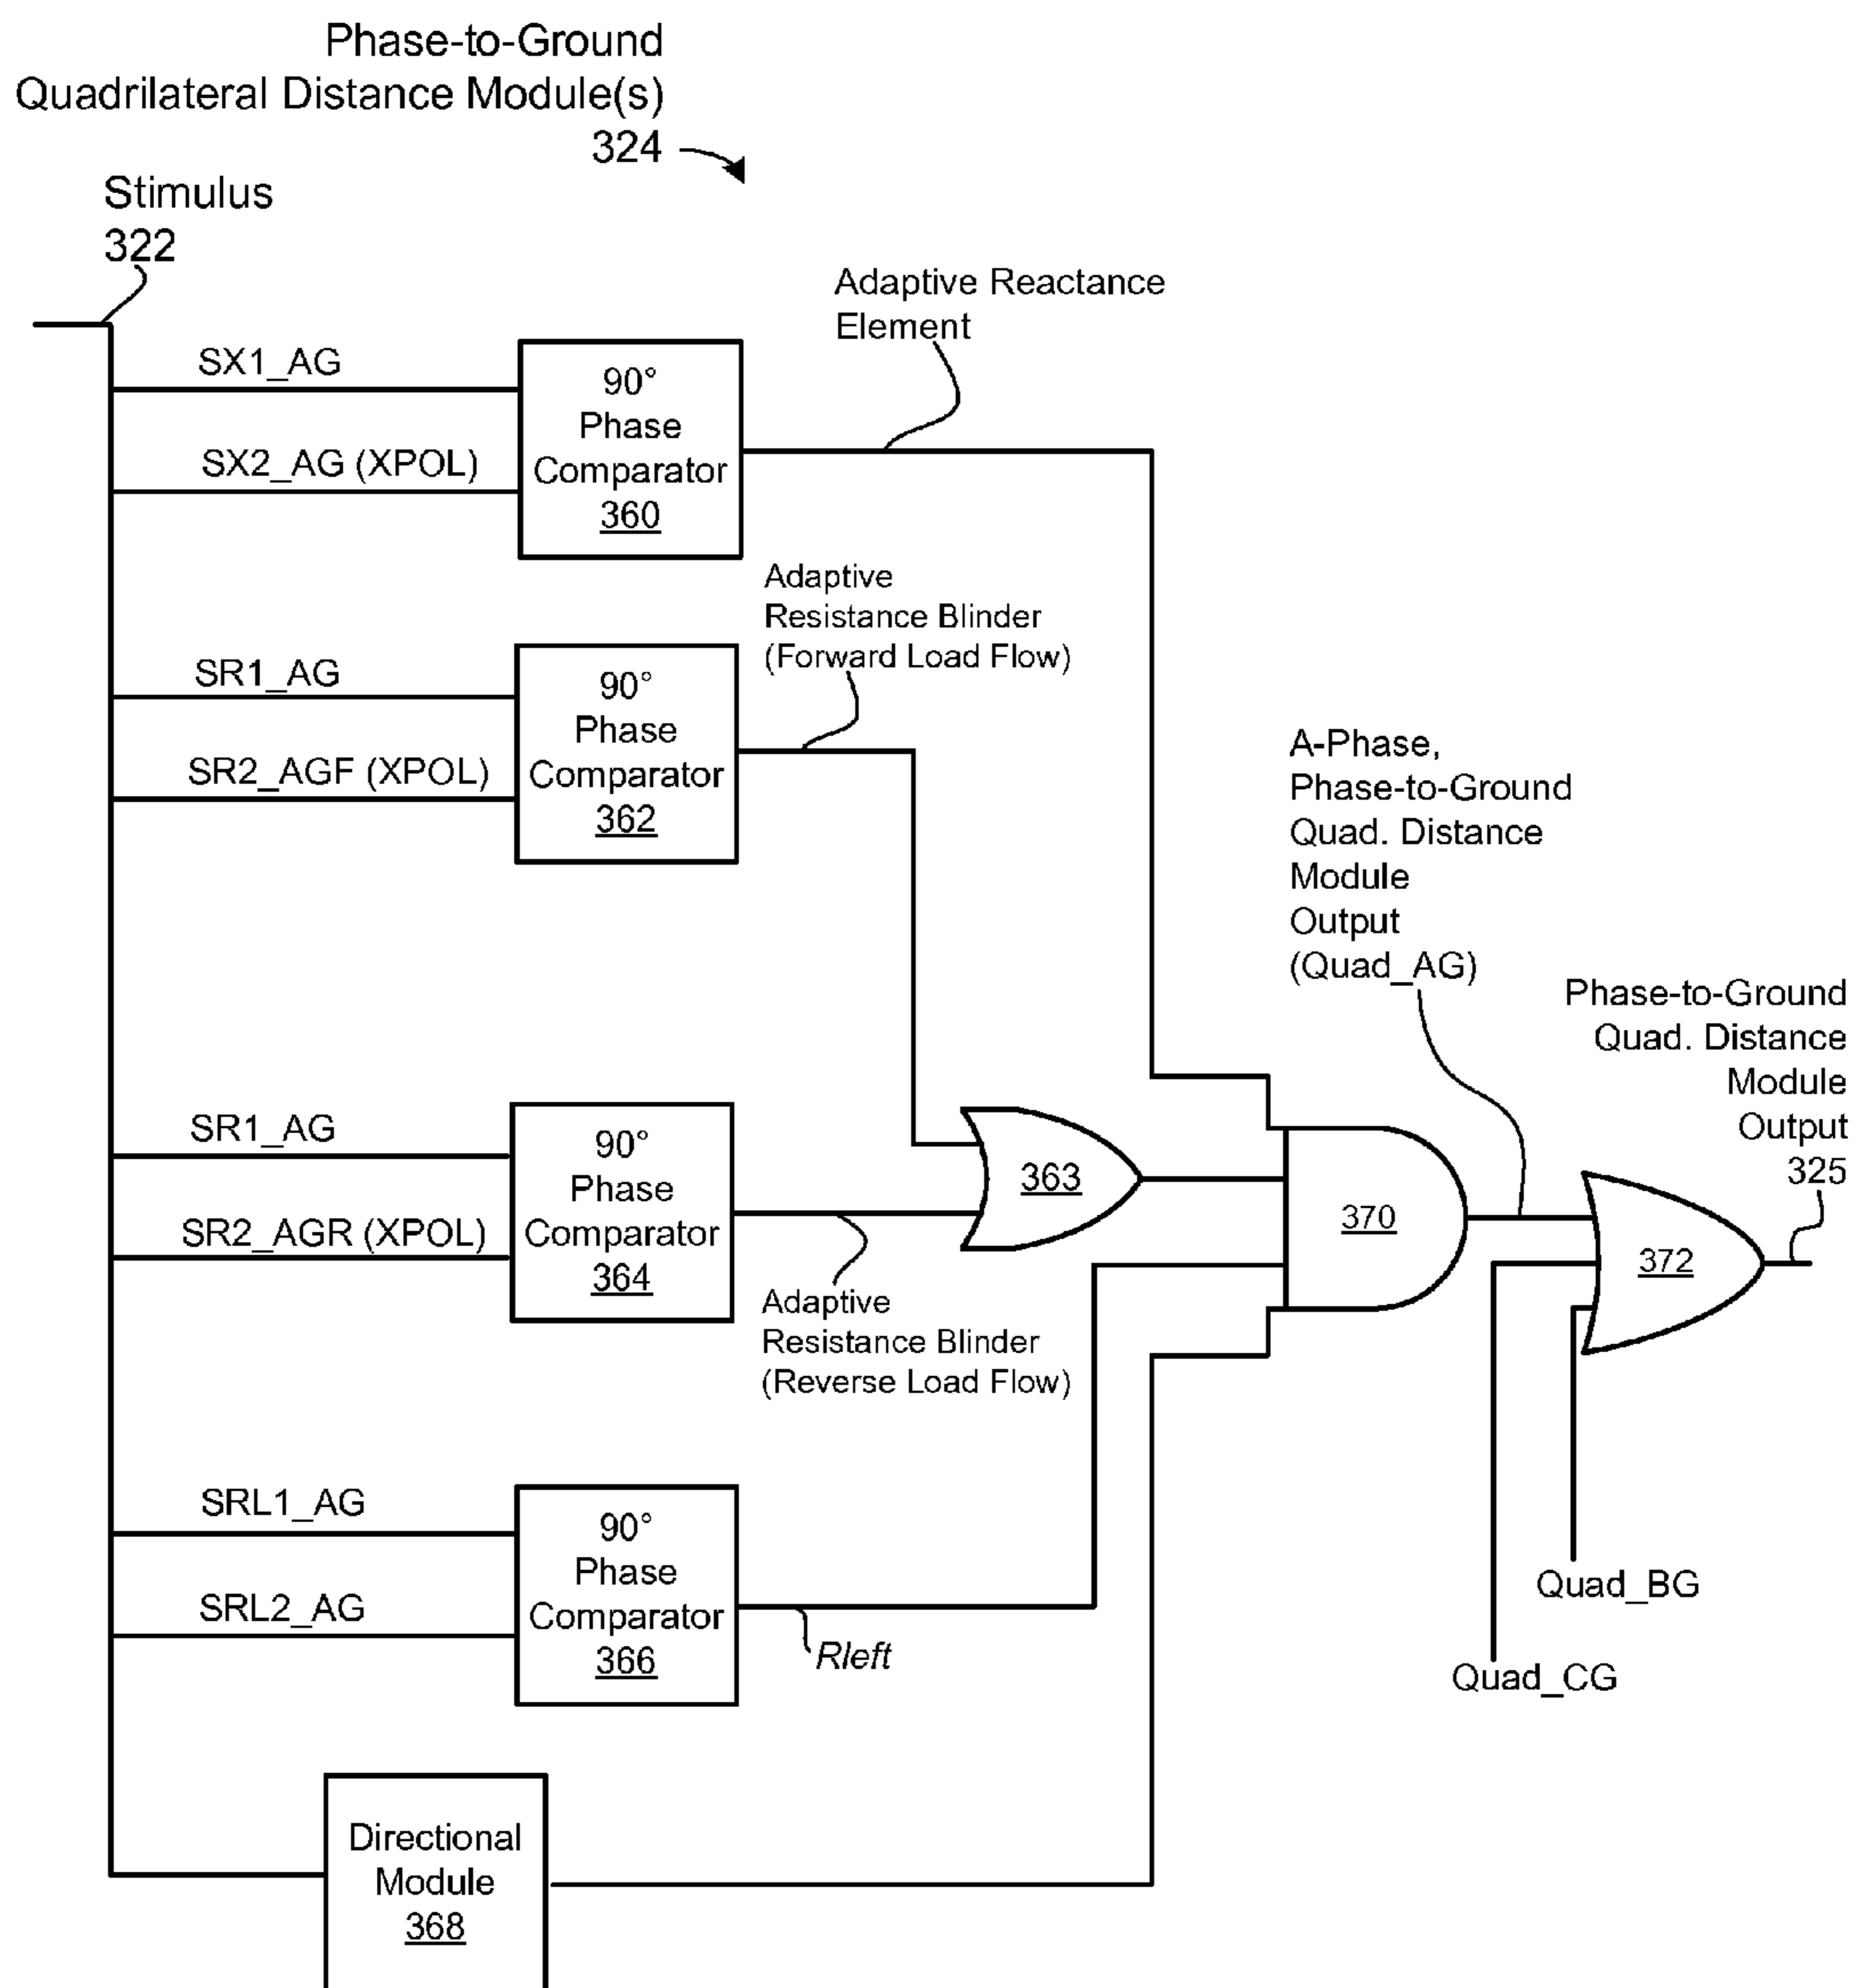 Phase-to-Ground
Quadrilateral Distance Module(s)
324
Stimulus
322
Adaptive Reactance
Element
SX1_AG
SX2_AG (XPOL)
90°
Phase
Comparator
360
Adaptive
Resistance Blinder
(Forward Load Flow)
SR1_AG
SR2_AGF (XPOL)
90°
Phase
Comparator
362
A-Phase,
Phase-to-Ground
Quad. Distance
Module
Output
(Quad_AG)
Phase-to-Ground
Quad. Distance
Module
Output
325
SR1_AG
SR2_AGR (XPOL)
90°
Phase
Comparator
364
363
370
372
Adaptive
Resistance Blinder
(Reverse Load Flow)
SRL1_AG
SRL2_AG
90°
Phase
Comparator
366
Rleft
Quad_BG
Quad_CG
Directional
Module
368